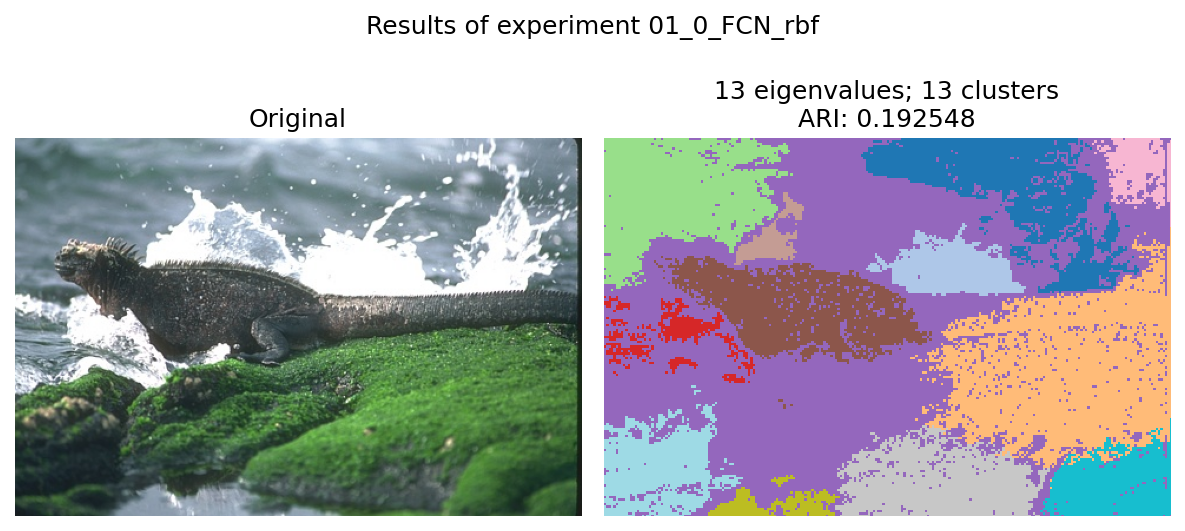 Results of experiment 01_0_FCN_rbf
Original
13 eigenvalues; 13 clusters
ARI: 0.192548